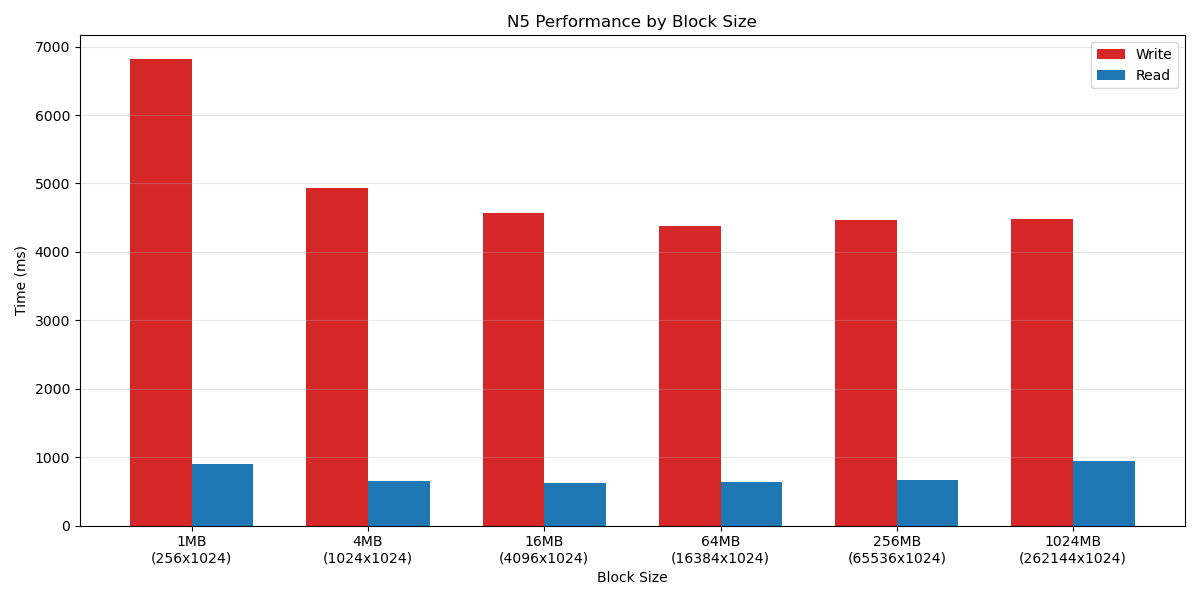 N5 Performance by Block Size
Write
Read
Time (ms)
7000
6000
5000
4000
3000
2000
1000
0
1MB
(256x1024)
4MB
(1024x1024)
16MB
(4096x1024)
64MB
(16384x1024)
256MB
(65536x1024)
1024MB
(262144x1024)
Block Size